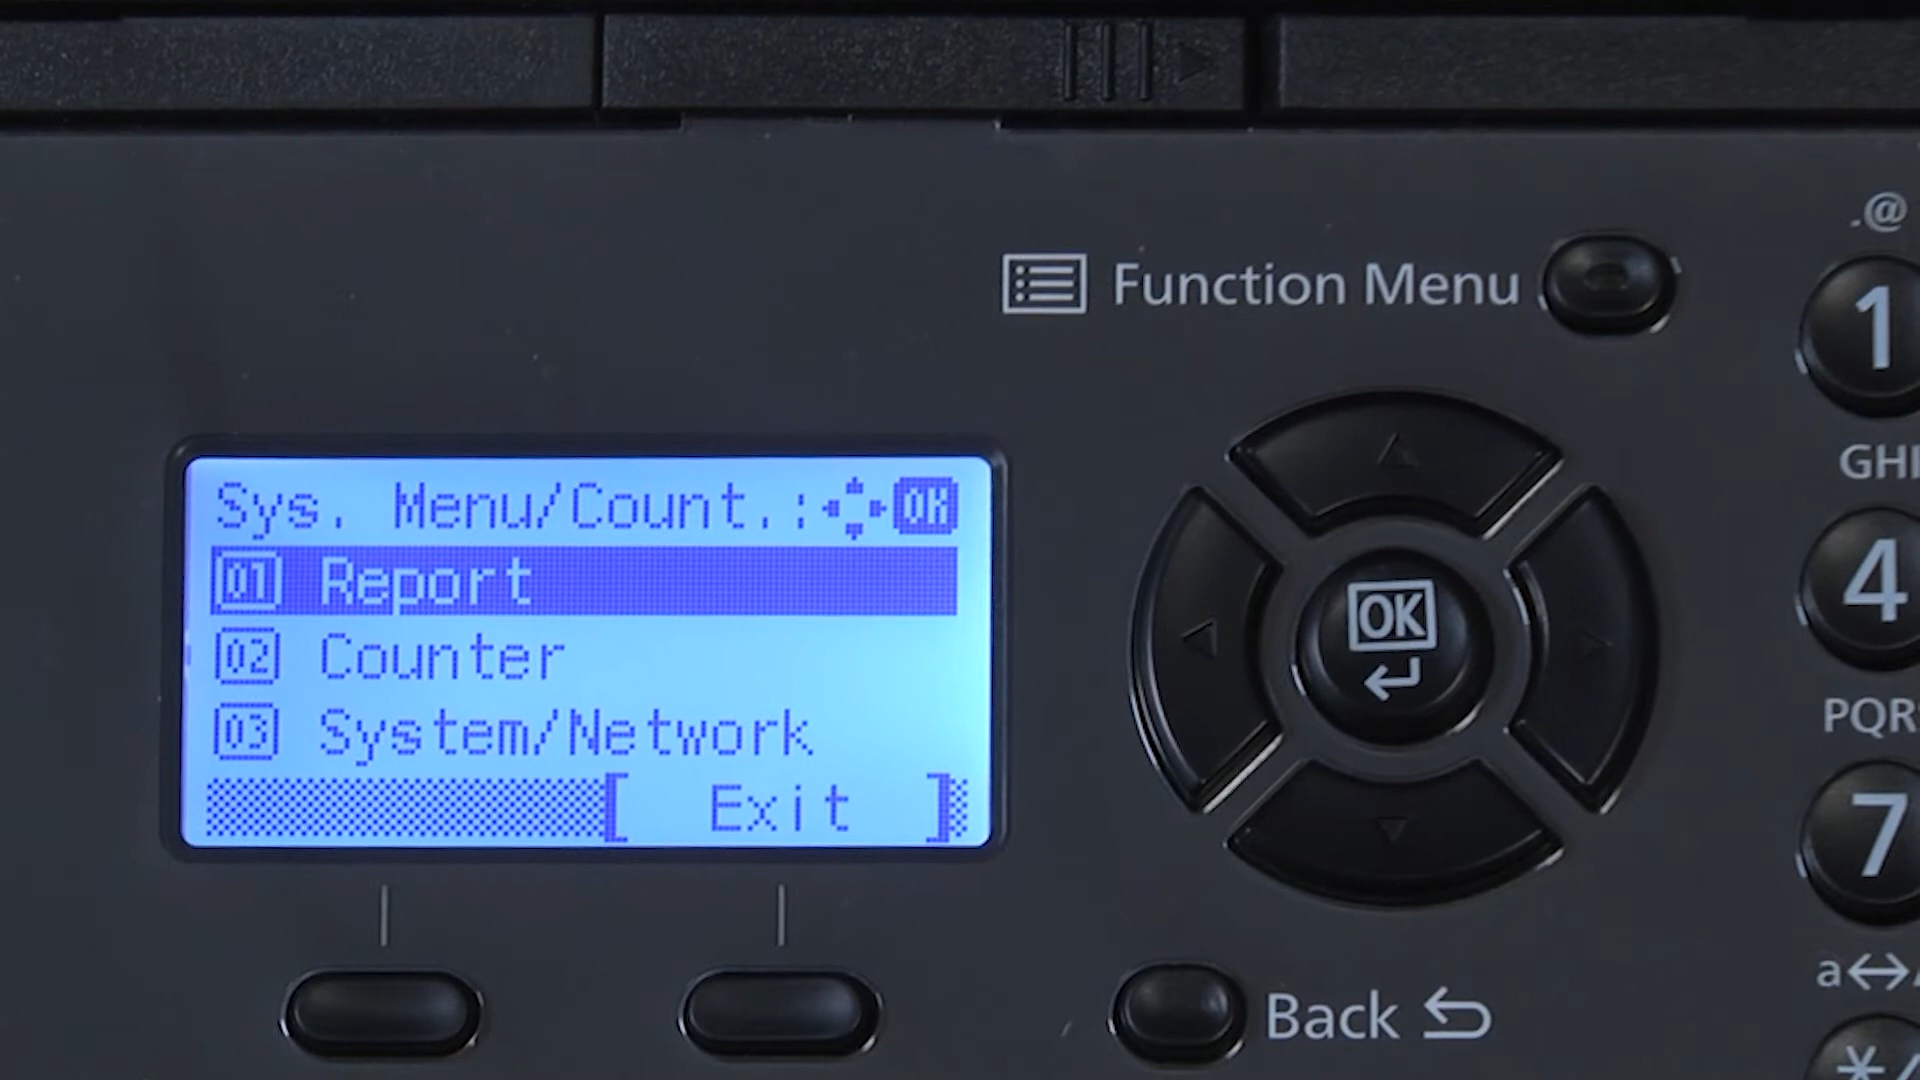 .@
Function Menu
1
GHI
Sys. Menu/Count.: OK
01 Report
02 Counter
03 System/Network
[ Exit ]
OK
4
PQR
7
a↔
Back
*/